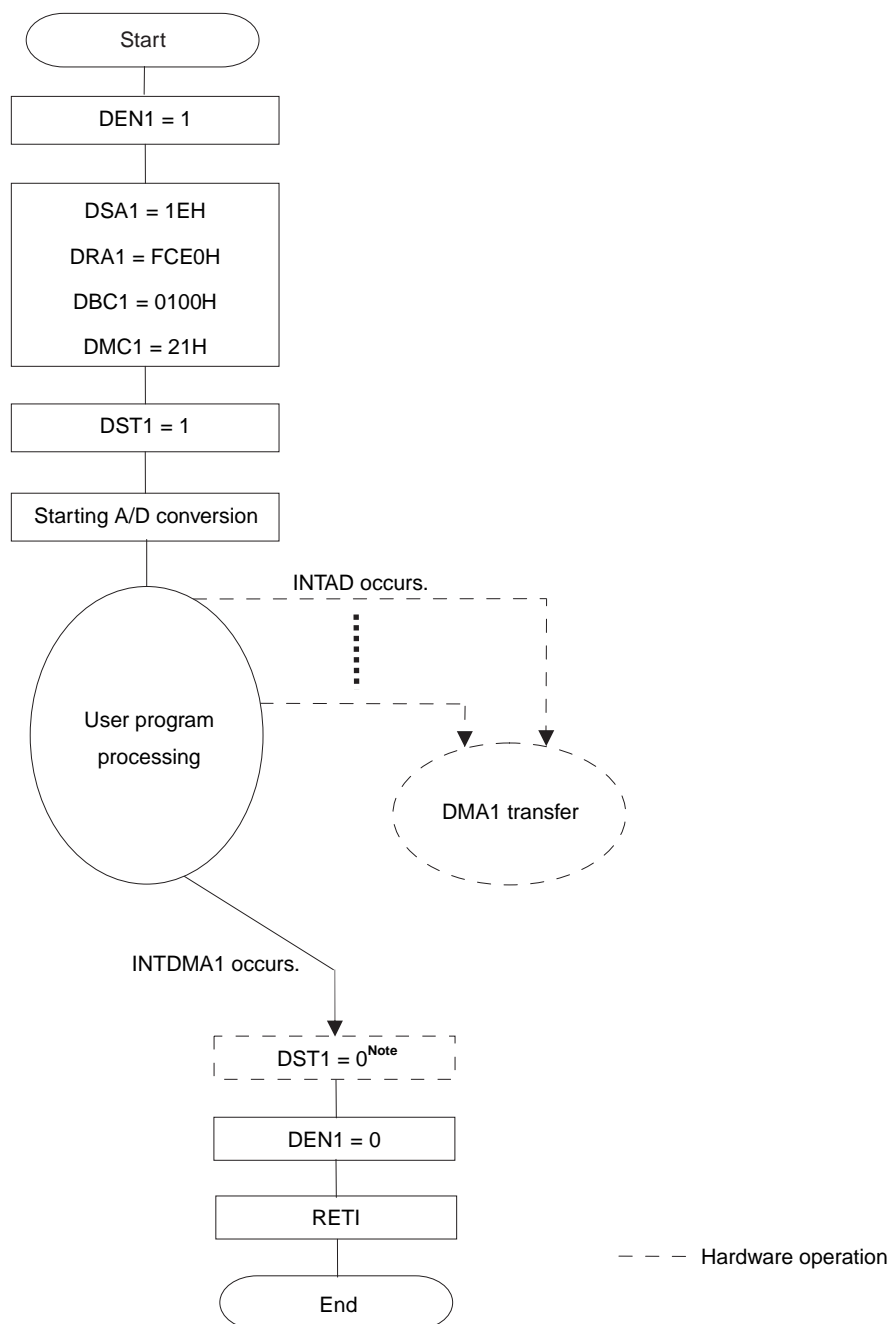 Start
DEN1 = 1
DSA1 = 1EH
DRA1 = FCE0H
DBC1 = 0100H
DMC1 = 21H
DST1 = 1
Starting A/D conversion
INTAD occurs.
User program
processing
DMA1 transfer
INTDMA1 occurs.
DST1 = 0Note
DEN1 = 0
RETI
Hardware operation
End